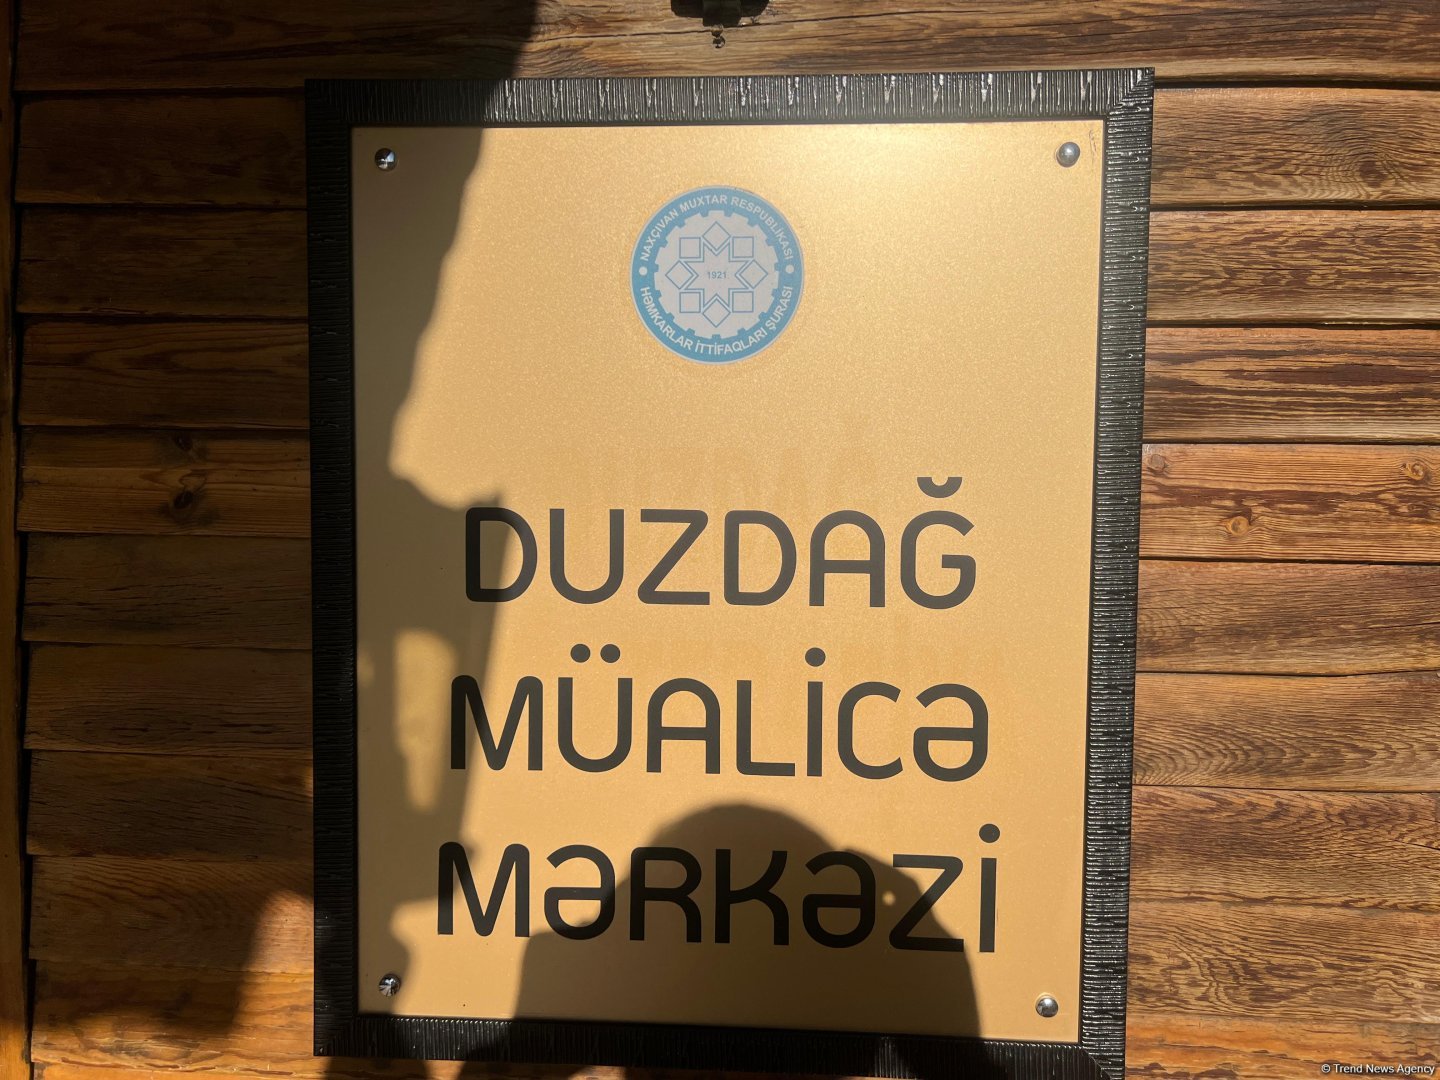 NAXÇIVAN MUXTAR RESPUBLİKASI
1921
HƏMKARLAR İTTİFAQLARI ŞURASI
DUZDAĞ
MÜALİCƏ
MƏRKƏZİ
© Trend News Agency